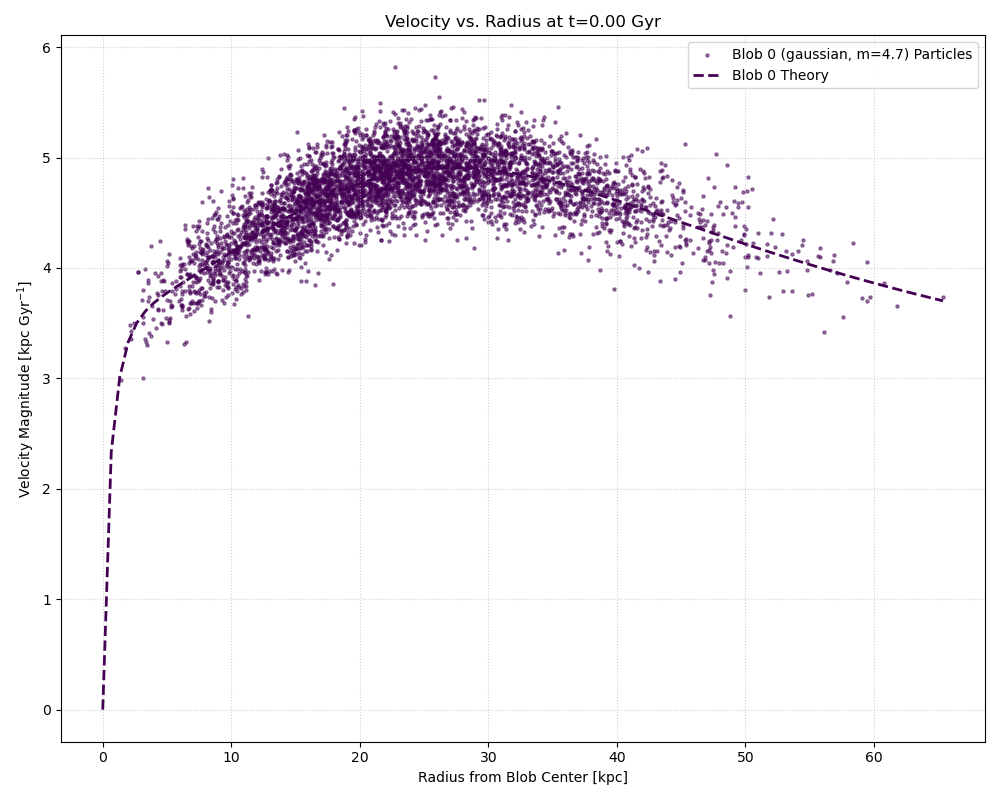 Velocity vs. Radius at t=0.00 Gyr
Blob 0 (gaussian, m=4.7) Particles
Blob 0 Theory
Velocity Magnitude [kpc Gyr⁻¹]
6
5
4
3
2
1
0
0 10 20 30 40 50 60
Radius from Blob Center [kpc]